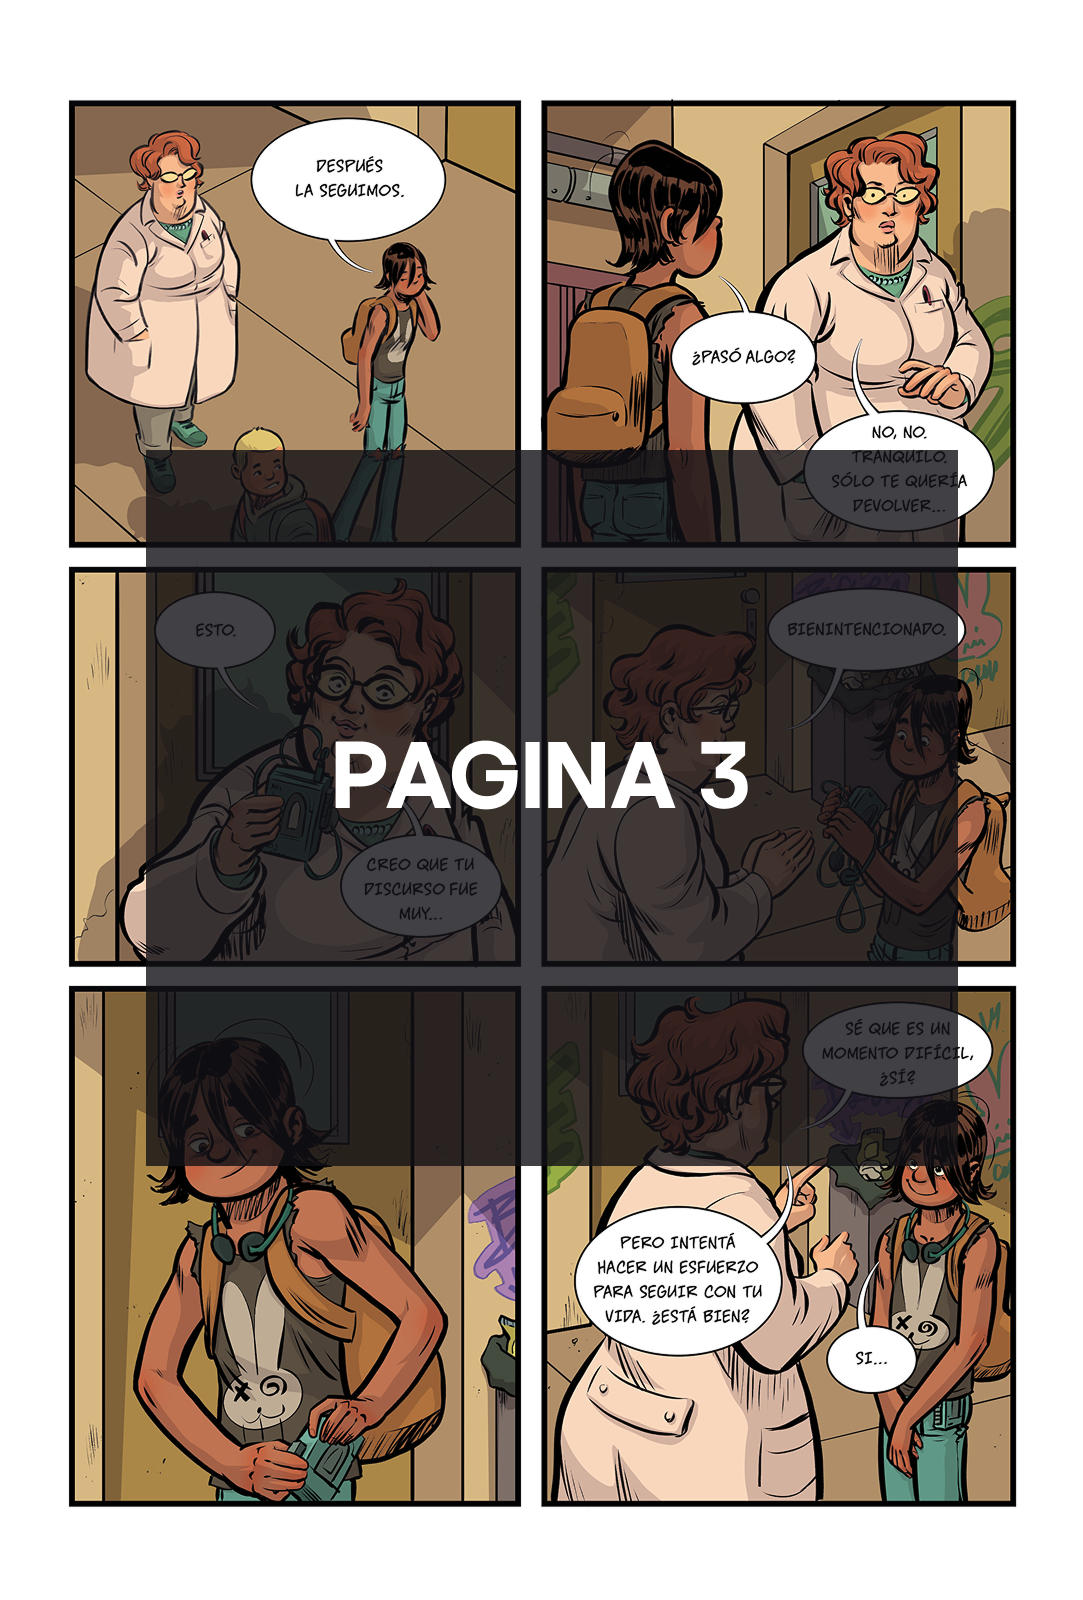 DESPUÉS
LA SEGUIMOS.
¿PASÓ ALGO?
NO, NO.
TRANQUILO.
SÓLO TE QUERÍA
DEVOLVER...
ESTO.
CREO QUE TU
DISCURSO FUE
MUY...
BIENINTENCIONADO.
PAGINA 3
SÉ QUE ES UN
MOMENTO DIFÍCIL,
¿SÍ?
PERO INTENTÁ
HACER UN ESFUERZO
PARA SEGUIR CON TU
VIDA. ¿ESTÁ BIEN?
SI...